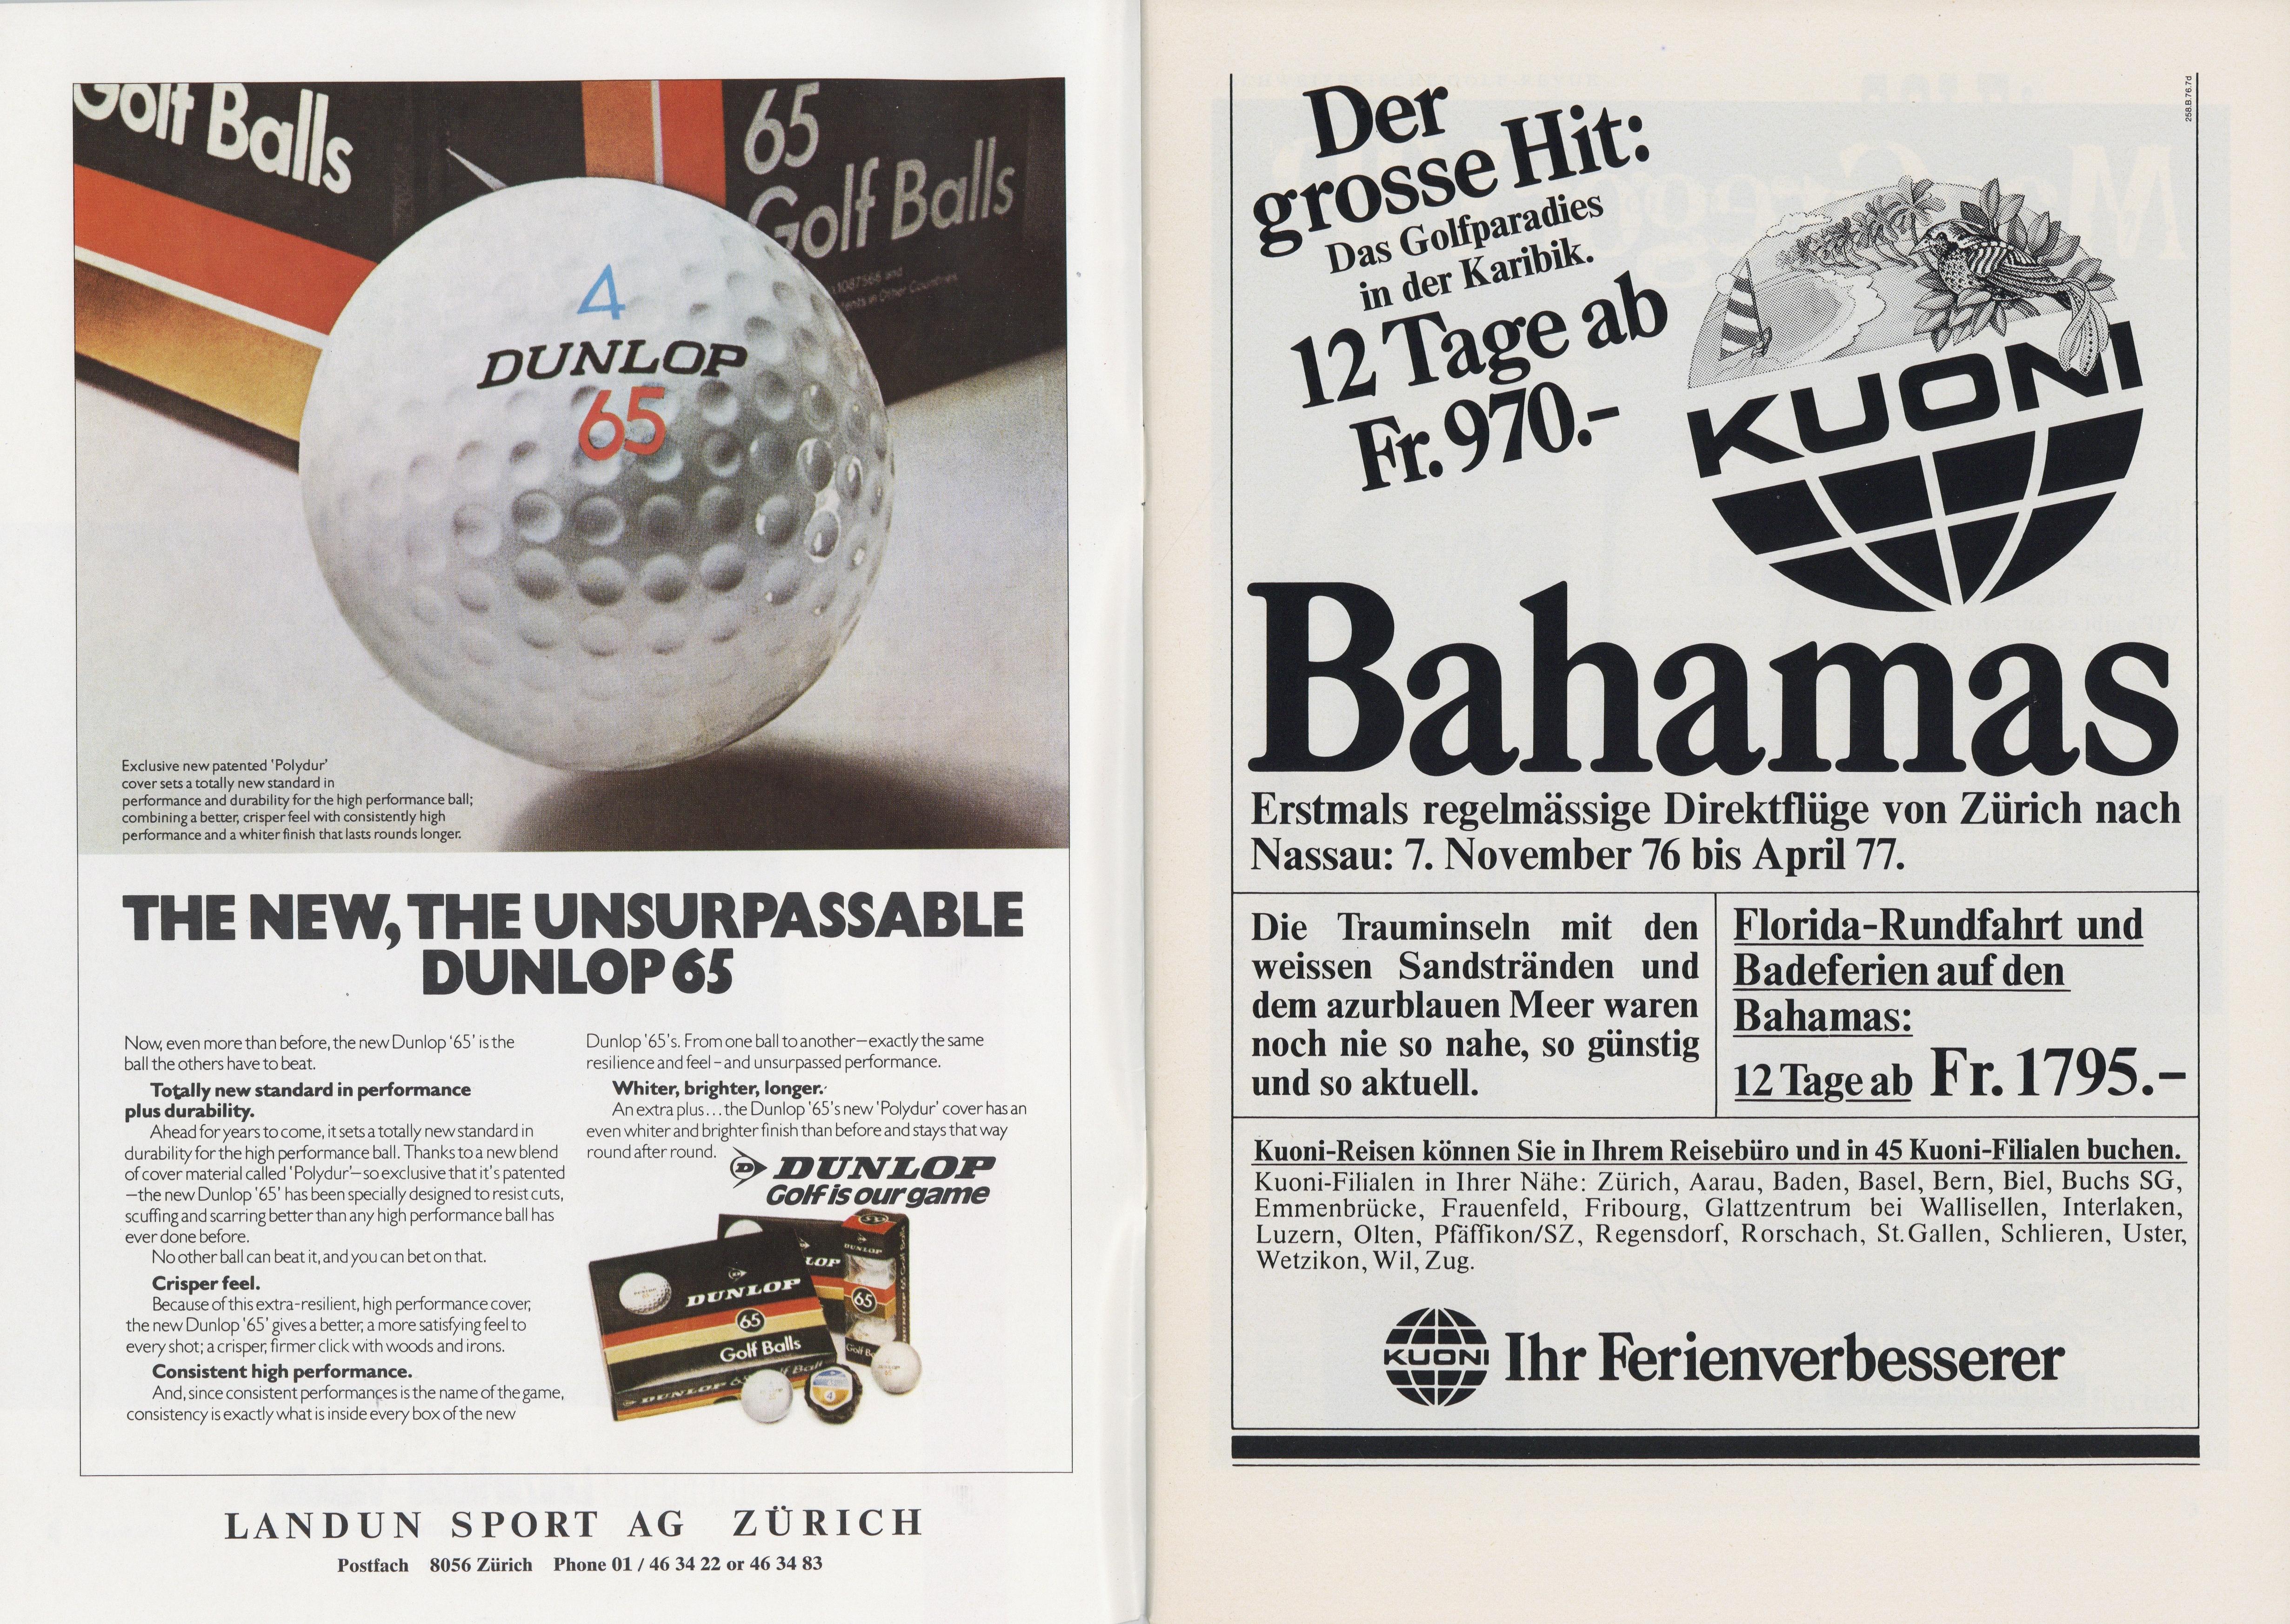 Golf Balls
65
Golf Balls
1087566 and
in Other Countries
4
DUNLOP
65
Exclusive new patented 'Polydur'
cover sets a totally new standard in
performance and durability for the high performance ball;
combining a better, crisper feel with consistently high
performance and a whiter finish that lasts rounds longer.
THE NEW, THE UNSURPASSABLE
DUNLOP 65
Now, even more than before, the new Dunlop '65' is the
ball the others have to beat.
Totally new standard in performance
plus durability.
Ahead for years to come, it sets a totally new standard in
durability for the high performance ball. Thanks to a new blend
of cover material called 'Polydur'—so exclusive that it's patented
—the new Dunlop '65' has been specially designed to resist cuts,
scuffing and scarring better than any high performance ball has
ever done before.
No other ball can beat it, and you can bet on that.
Crisper feel.
Because of this extra-resilient, high performance cover,
the new Dunlop '65' gives a better, a more satisfying feel to
every shot; a crisper, firmer click with woods and irons.
Consistent high performance.
And, since consistent performances is the name of the game,
consistency is exactly what is inside every box of the new
Dunlop '65's. From one ball to another—exactly the same
resilience and feel – and unsurpassed performance.
Whiter, brighter, longer.
An extra plus... the Dunlop '65's new 'Polydur' cover has an
even whiter and brighter finish than before and stays that way
round after round.
D DUNLOP
Golf is our game
DUNLOP
65
Golf Balls
DUNLOP 65 Golf Ball
LOP
DUNLOP
65
Golf B
4
LANDUN SPORT AG ZÜRICH
Postfach 8056 Zürich Phone 01 / 46 34 22 or 46 34 83
258.B.76.7d
Der
grosse Hit:
Das Golfparadies
in der Karibik.
12 Tage ab
Fr. 970.–
KUONI
Bahamas
Erstmals regelmässige Direktflüge von Zürich nach
Nassau: 7. November 76 bis April 77.
Die Trauminseln mit den
weissen Sandstränden und
dem azurblauen Meer waren
noch nie so nahe, so günstig
und so aktuell.
Florida-Rundfahrt und
Badeferien auf den
Bahamas:
12 Tage ab Fr. 1795.–
Kuoni-Reisen können Sie in Ihrem Reisebüro und in 45 Kuoni-Filialen buchen.
Kuoni-Filialen in Ihrer Nähe: Zürich, Aarau, Baden, Basel, Bern, Biel, Buchs SG,
Emmenbrücke, Frauenfeld, Fribourg, Glattzentrum bei Wallisellen, Interlaken,
Luzern, Olten, Pfäffikon/SZ, Regensdorf, Rorschach, St. Gallen, Schlieren, Uster,
Wetzikon, Wil, Zug.
KUONI Ihr Ferienverbesserer